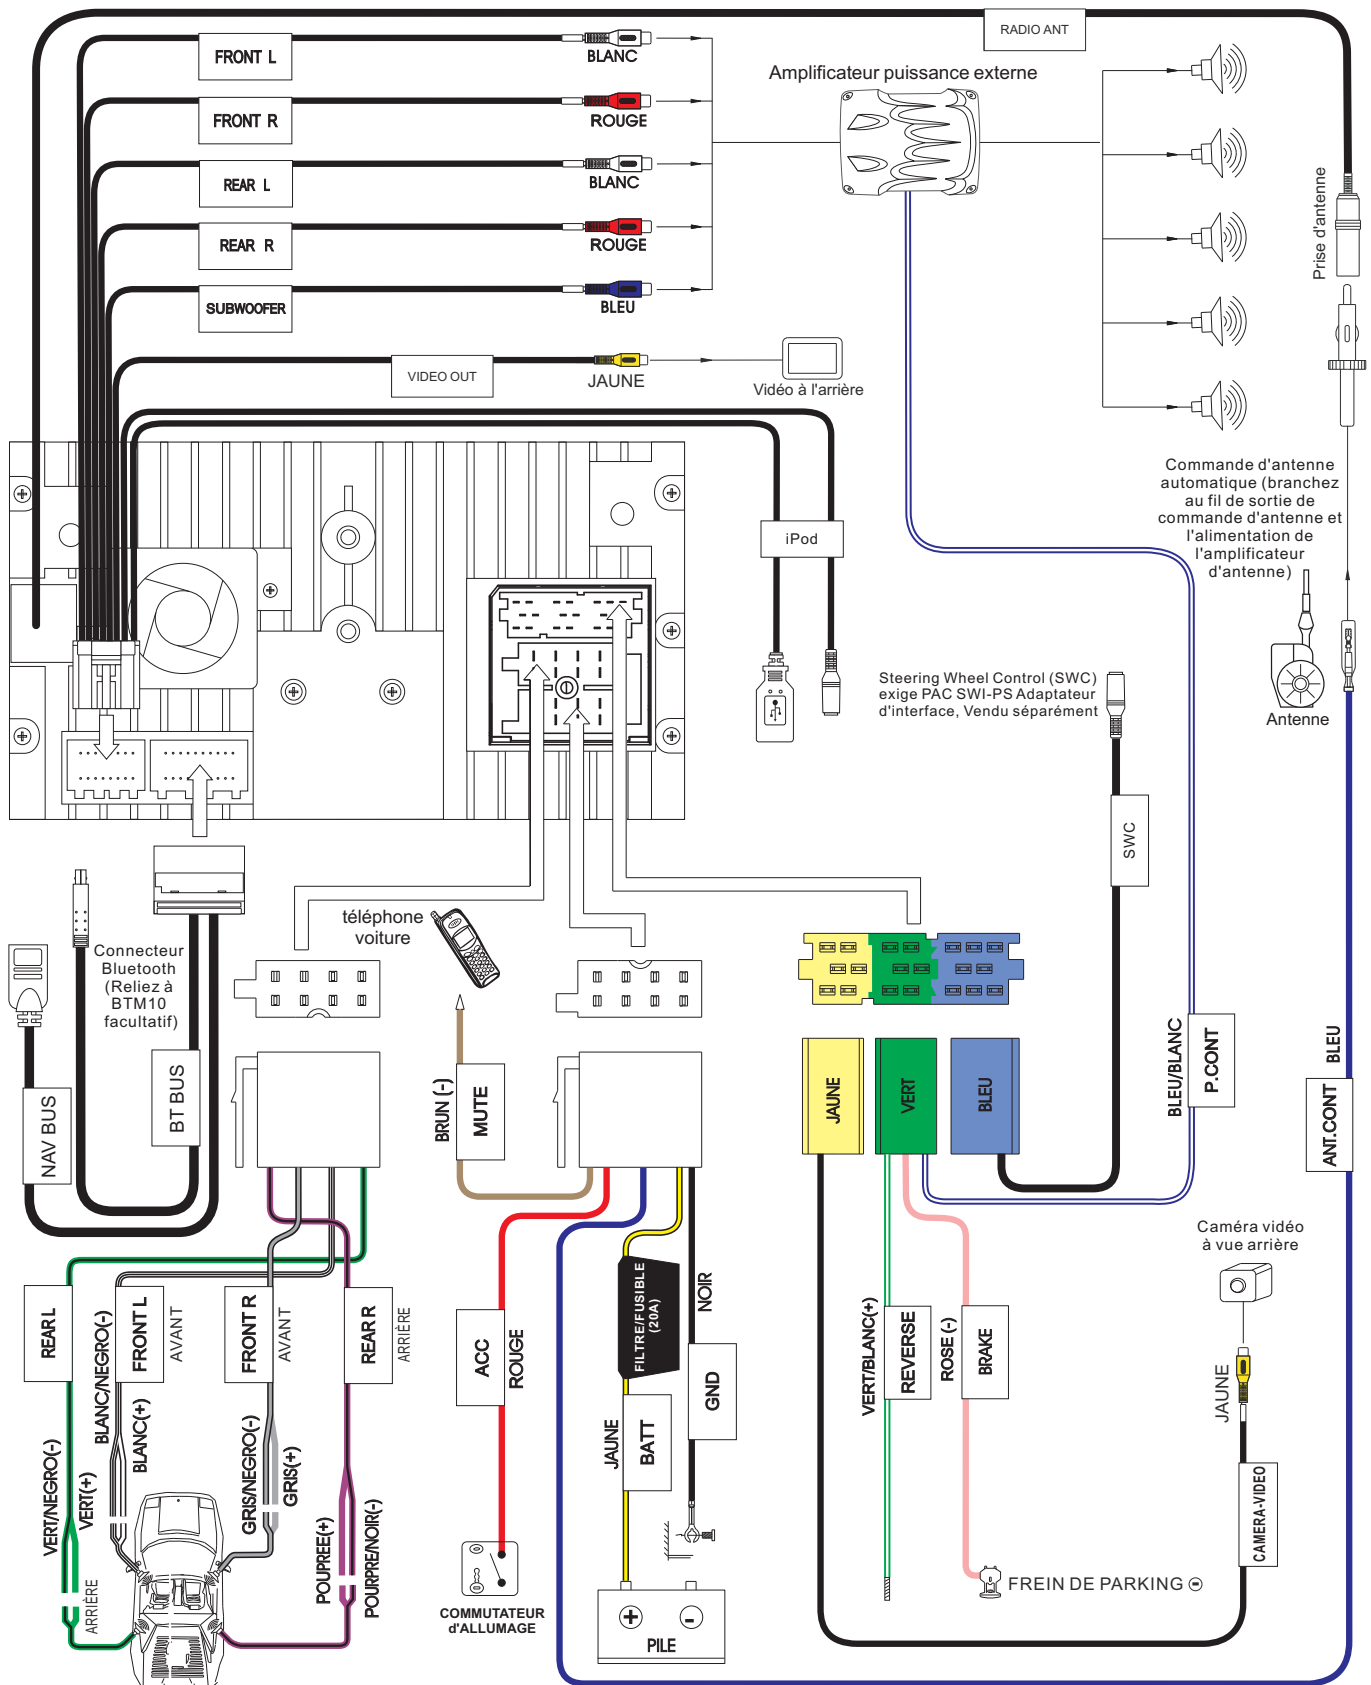 RADIO ANT
FRONT L
BLANC
FRONT R
ROUGE
REAR L
BLANC
REAR R
ROUGE
SUBWOOFER
BLEU
VIDEO OUT
JAUNE
Vidéo à l'arrière
Amplificateur puissance externe
Prise d'antenne
Commande d'antenne
automatique (branchez
au fil de sortie de
commande d'antenne et
l'alimentation de
l'amplificateur
d'antenne)
Antenne
iPod
Steering Wheel Control (SWC)
exige PAC SWI-PS Adaptateur
d'interface, Vendu séparément
SWC
téléphone
voiture
Connecteur
Bluetooth
(Reliez à
BTM10
facultatif)
NAV BUS
BT BUS
BRUN (-)
MUTE
JAUNE
VERT
BLEU
BLEU/BLANC
P.CONT
BLEU
ANT.CONT
REAR L
FRONT L
AVANT
FRONT R
AVANT
REAR R
ARRIÈRE
BLANC/NEGRO(-)
BLANC(+)
VERT/NEGRO(-)
VERT(+)
ARRIÈRE
GRIS/NEGRO(-)
GRIS(+)
POUPREE(+)
POURPRE/NOIR(-)
ACC
ROUGE
FILTRE/FUSIBLE
(20A)
NOIR
GND
JAUNE
BATT
COMMUTATEUR
d'ALLUMAGE
+
-
PILE
VERT/BLANC(+)
REVERSE
ROSE (-)
BRAKE
FREIN DE PARKING ⊖
Caméra vidéo
à vue arrière
JAUNE
CAMERA-VIDEO